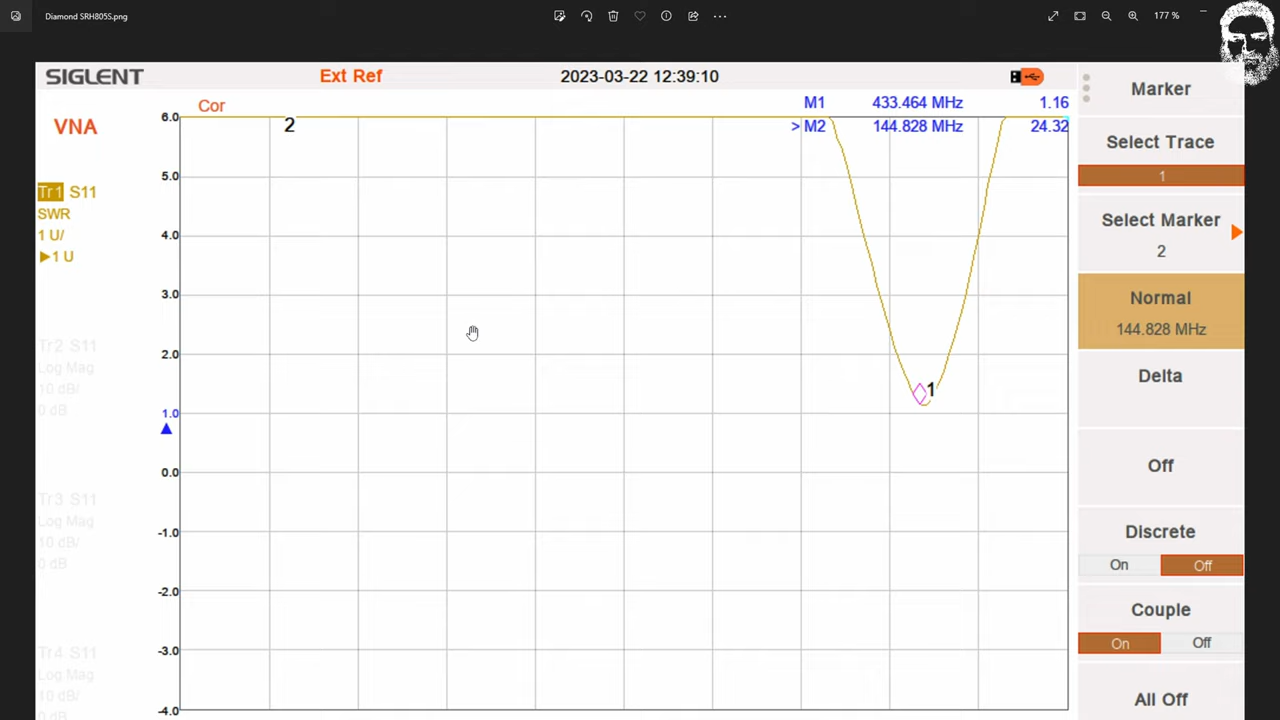 Diamond SRH805S.png
177 %
SIGLENT
Ext Ref
2023-03-22 12:39:10
VNA
Cor
M1 433.464 MHz 1.16
> M2 144.828 MHz 24.32
Tr1 S11
SWR
1 U/
▶1 U
Tr2 S11
Log Mag
10 dB/
0 dB
Tr3 S11
Log Mag
10 dB/
0 dB
Tr4 S11
Log Mag
10 dB/
0 dB
6.0
5.0
4.0
3.0
2.0
1.0
0.0
-1.0
-2.0
-3.0
-4.0
2
1
Marker
Select Trace
1
Select Marker
2
Normal
144.828 MHz
Delta
Off
Discrete
On Off
Couple
On Off
All Off